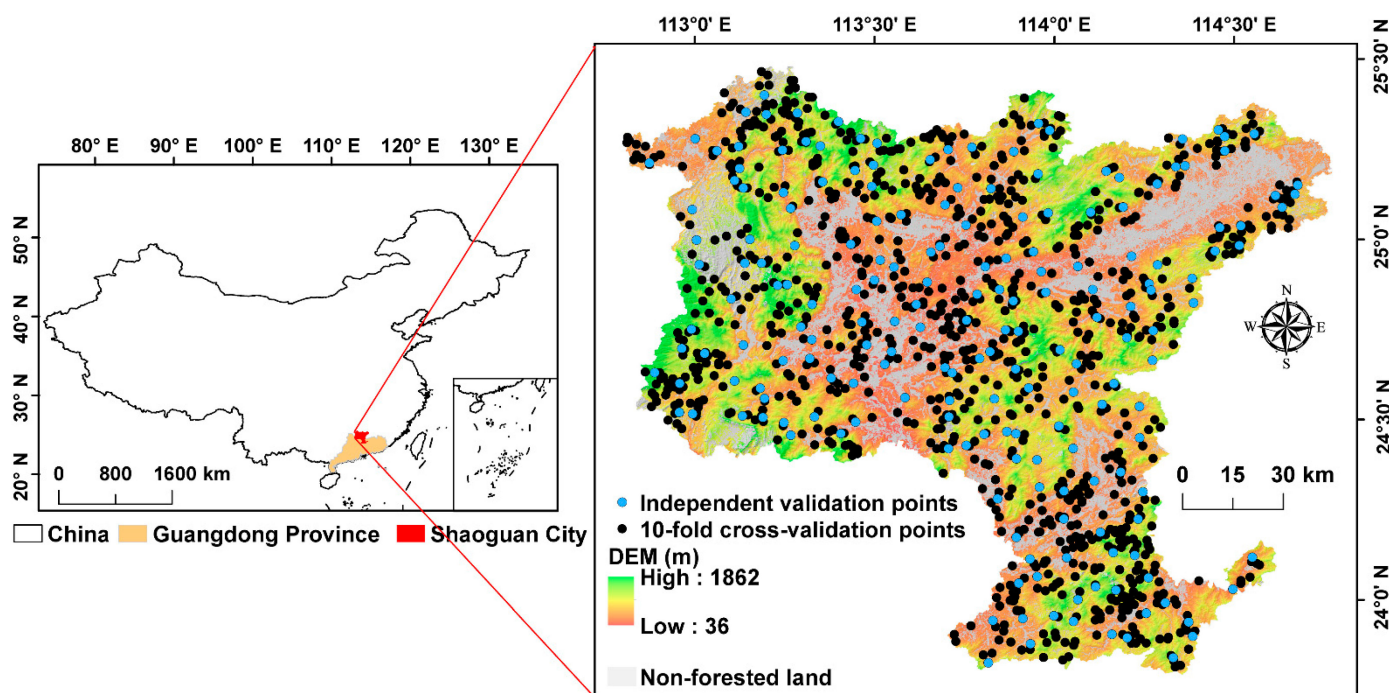 80° E 90° E 100° E 110° E 120° E 130° E
50° N
40° N
30° N
20° N
0 800 1600 km
China Guangdong Province Shaoguan City
113°0' E 113°30' E 114°0' E 114°30' E
25°30' N
25°0' N
24°30' N
24°0' N
N
W E
S
0 15 30 km
Independent validation points
10-fold cross-validation points
DEM (m)
High : 1862
Low : 36
Non-forested land